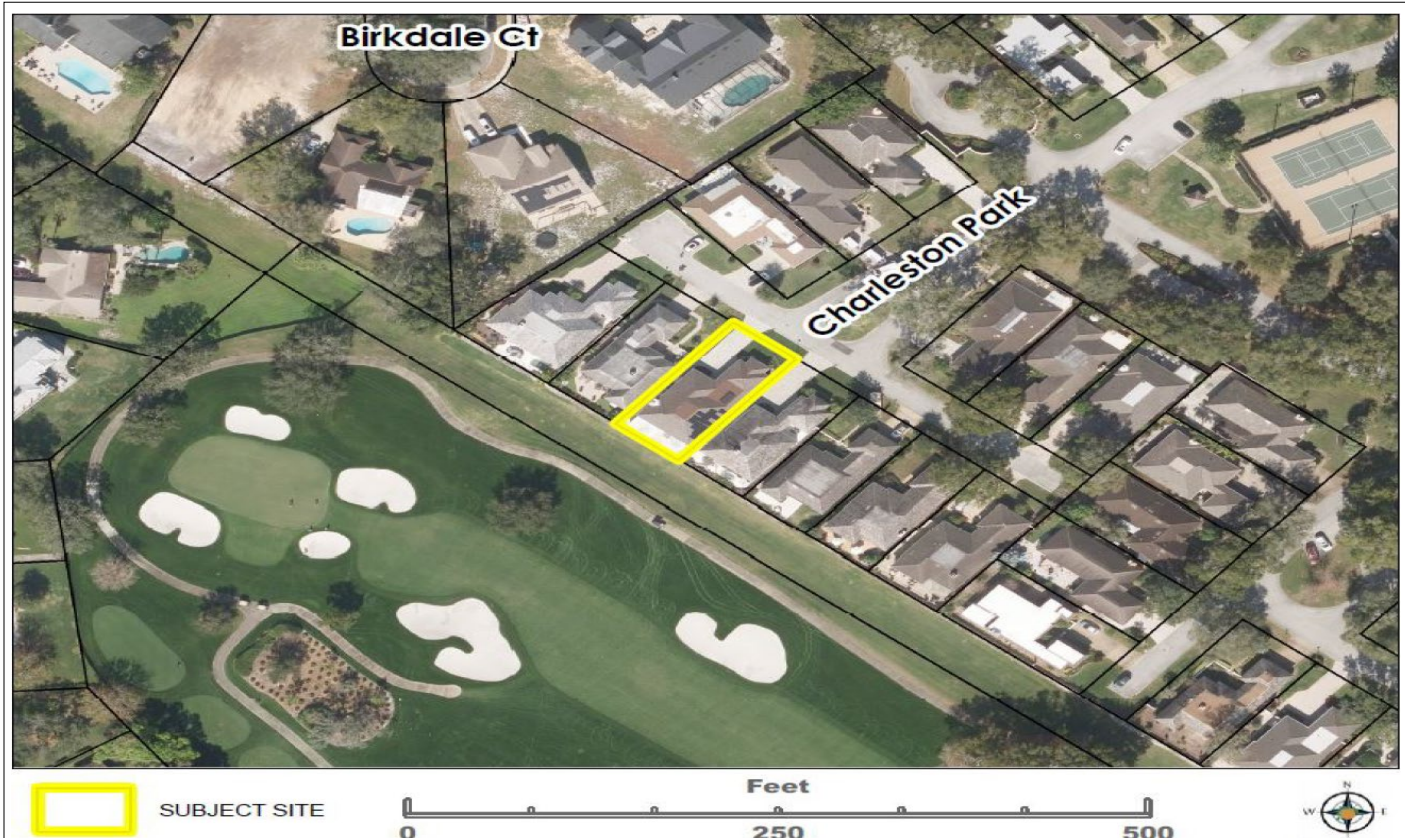 Birkdale Ct
Charleston Park
SUBJECT SITE
Feet
0 250 500
N
W E